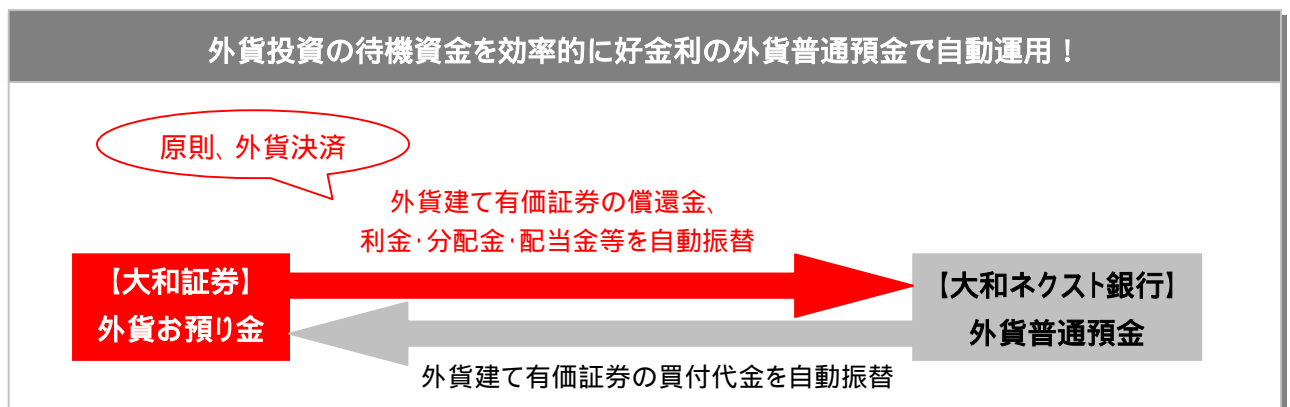 外貨投資の待機資金を効率的に好金利の外貨普通預金で自動運用！
原則、外貨決済
外貨建て有価証券の償還金、
利金・分配金・配当金等を自動振替
【大和証券】
外貨お預り金
【大和ネクスト銀行】
外貨普通預金
外貨建て有価証券の買付代金を自動振替